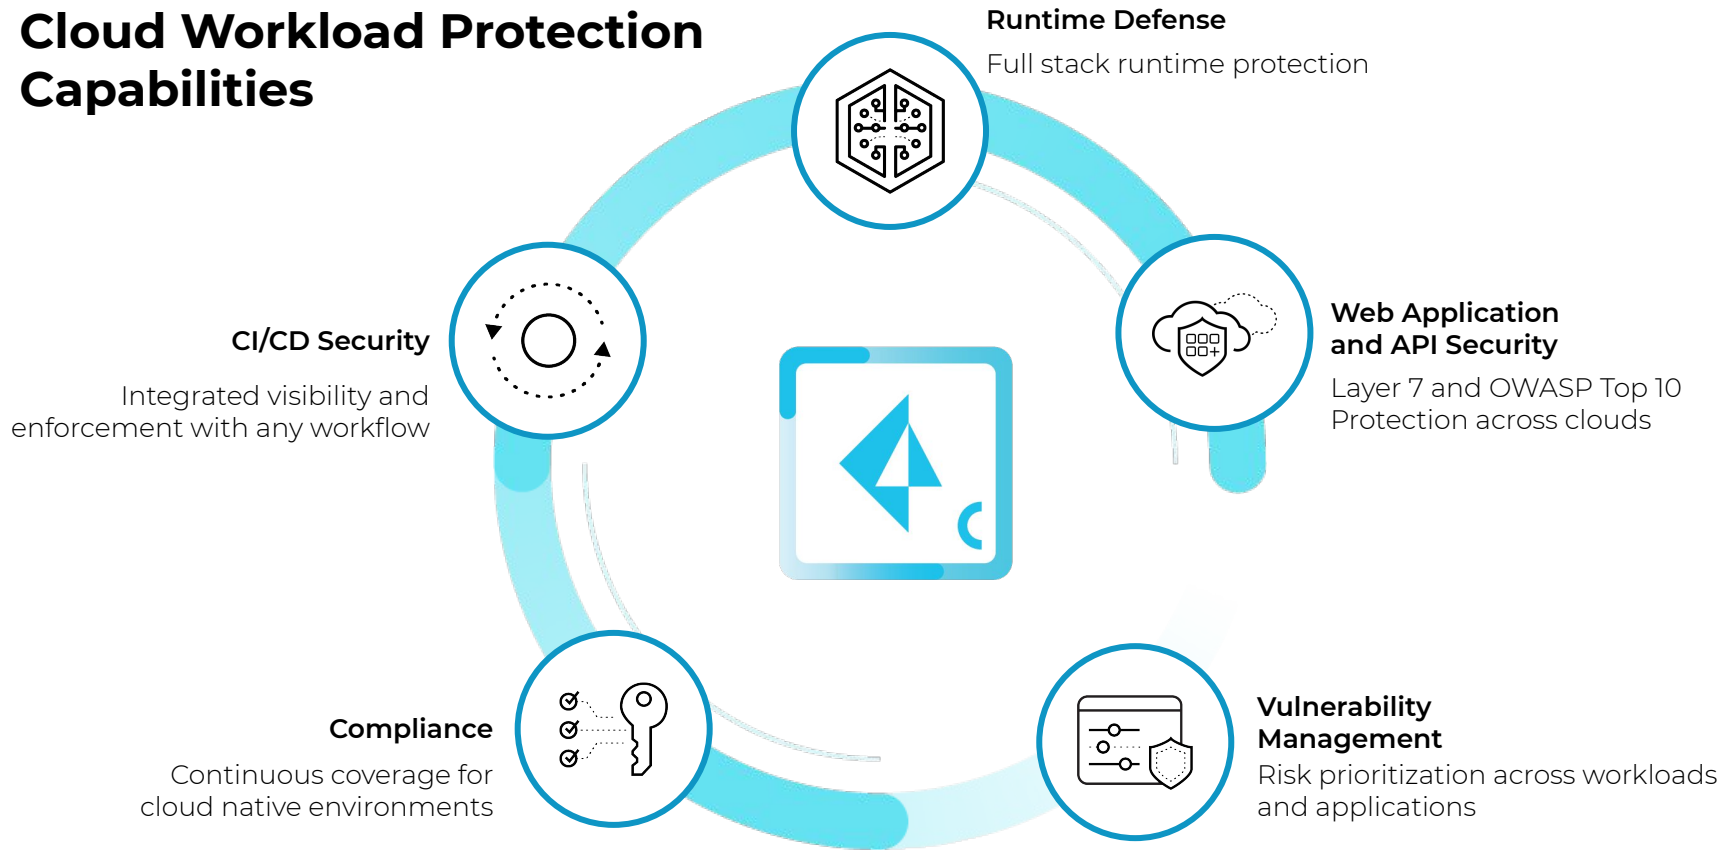 Cloud Workload Protection
Capabilities
Runtime Defense
Full stack runtime protection
Web Application
and API Security
Layer 7 and OWASP Top 10
Protection across clouds
CI/CD Security
Integrated visibility and
enforcement with any workflow
Compliance
Continuous coverage for
cloud native environments
Vulnerability
Management
Risk prioritization across workloads
and applications